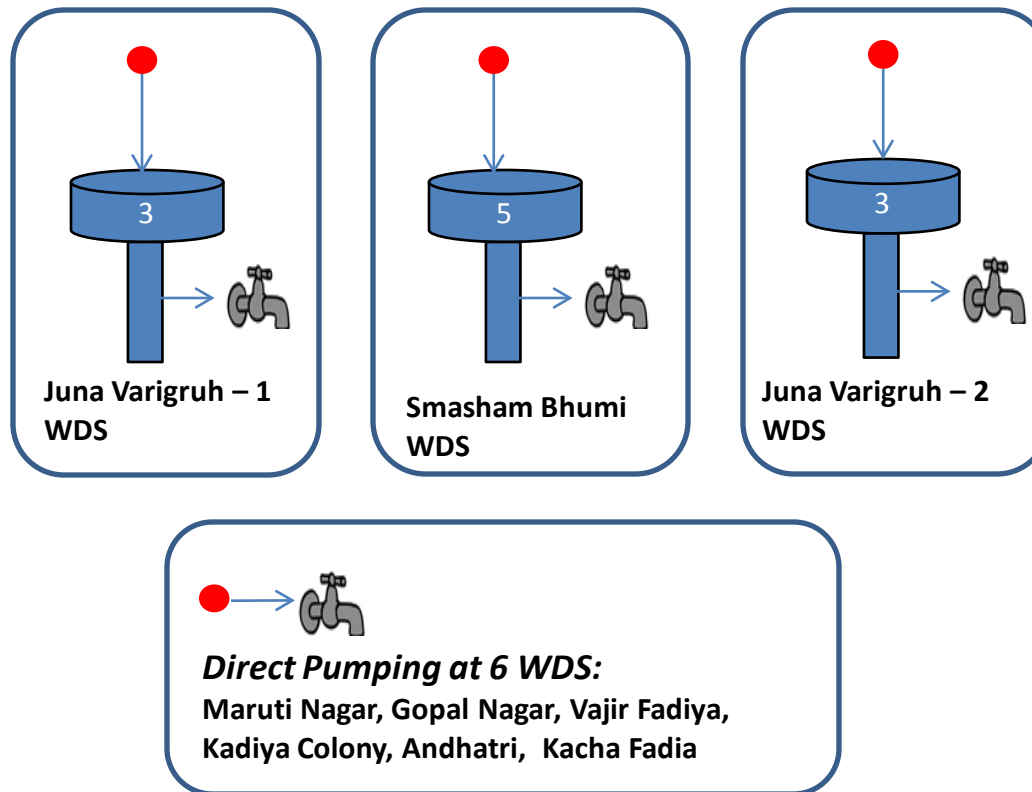 3
Juna Varigruh – 1
WDS
5
Smasham Bhumi
WDS
3
Juna Varigruh – 2
WDS
Direct Pumping at 6 WDS:
Maruti Nagar, Gopal Nagar, Vajir Fadiya,
Kadiya Colony, Andhatri, Kacha Fadia